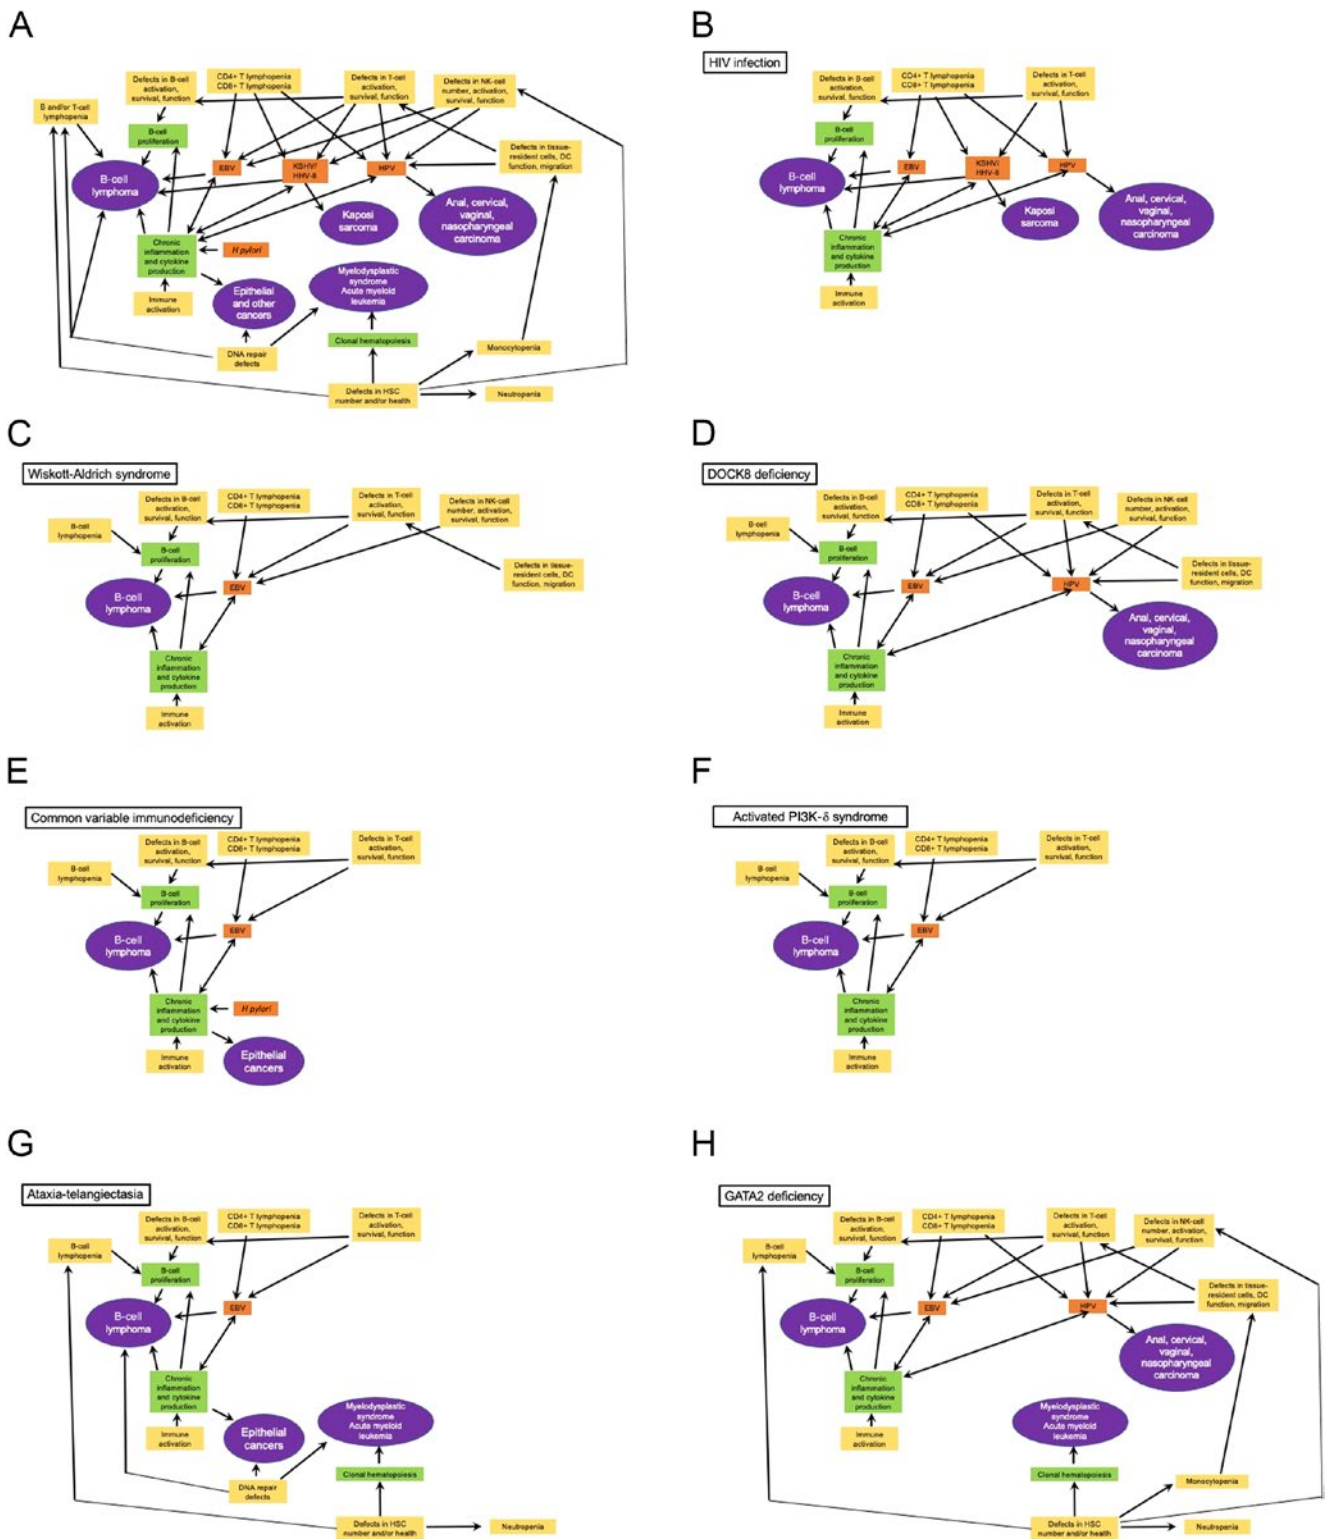 A
Defects in B-cell
activation,
survival, function
CD4+ T lymphopenia
CD8+ T lymphopenia
Defects in T-cell
activation,
survival, function
Defects in NK-cell
number, activation,
survival, function
B and/or T-cell
lymphopenia
B-cell
proliferation
Defects in tissue-
resident cells, DC
function, migration
B-cell
lymphoma
EBV
KSHV/
HHV-8
HPV
Kaposi
sarcoma
Anal, cervical,
vaginal,
nasopharyngeal
carcinoma
Chronic
inflammation
and cytokine
production
H pylori
Immune
activation
Epithelial
and other
cancers
Myelodysplastic
syndrome
Acute myeloid
leukemia
DNA repair
defects
Clonal hematopoiesis
Monocytopenia
Defects in HSC
number and/or health
Neutropenia
B
HIV infection
Defects in B-cell
activation,
survival, function
CD4+ T lymphopenia
CD8+ T lymphopenia
Defects in T-cell
activation,
survival, function
B-cell
proliferation
B-cell
lymphoma
EBV
KSHV/
HHV-8
HPV
Kaposi
sarcoma
Anal, cervical,
vaginal,
nasopharyngeal
carcinoma
Chronic
inflammation
and cytokine
production
Immune
activation
C
Wiskott-Aldrich syndrome
Defects in B-cell
activation,
survival, function
CD4+ T lymphopenia
CD8+ T lymphopenia
Defects in T-cell
activation,
survival, function
Defects in NK-cell
number, activation,
survival, function
B-cell
lymphopenia
B-cell
proliferation
Defects in tissue-
resident cells, DC
function, migration
B-cell
lymphoma
EBV
Chronic
inflammation
and cytokine
production
Immune
activation
D
DOCK8 deficiency
Defects in B-cell
activation,
survival, function
CD4+ T lymphopenia
CD8+ T lymphopenia
Defects in T-cell
activation,
survival, function
Defects in NK-cell
number, activation,
survival, function
B-cell
lymphopenia
B-cell
proliferation
Defects in tissue-
resident cells, DC
function, migration
B-cell
lymphoma
EBV
HPV
Anal, cervical,
vaginal,
nasopharyngeal
carcinoma
Chronic
inflammation
and cytokine
production
Immune
activation
E
Common variable immunodeficiency
Defects in B-cell
activation,
survival, function
CD4+ T lymphopenia
CD8+ T lymphopenia
Defects in T-cell
activation,
survival, function
B-cell
lymphopenia
B-cell
proliferation
B-cell
lymphoma
EBV
Chronic
inflammation
and cytokine
production
H pylori
Immune
activation
Epithelial
cancers
F
Activated PI3K-δ syndrome
Defects in B-cell
activation,
survival, function
CD4+ T lymphopenia
CD8+ T lymphopenia
Defects in T-cell
activation,
survival, function
B-cell
lymphopenia
B-cell
proliferation
B-cell
lymphoma
EBV
Chronic
inflammation
and cytokine
production
Immune
activation
G
Ataxia-telangiectasia
Defects in B-cell
activation,
survival, function
CD4+ T lymphopenia
CD8+ T lymphopenia
Defects in T-cell
activation,
survival, function
B-cell
lymphopenia
B-cell
proliferation
B-cell
lymphoma
EBV
Chronic
inflammation
and cytokine
production
Immune
activation
Epithelial
cancers
Myelodysplastic
syndrome
Acute myeloid
leukemia
DNA repair
defects
Clonal hematopoiesis
Defects in HSC
number and/or health
Neutropenia
H
GATA2 deficiency
Defects in B-cell
activation,
survival, function
CD4+ T lymphopenia
CD8+ T lymphopenia
Defects in T-cell
activation,
survival, function
Defects in NK-cell
number, activation,
survival, function
B-cell
lymphopenia
B-cell
proliferation
Defects in tissue-
resident cells, DC
function, migration
B-cell
lymphoma
EBV
HPV
Anal, cervical,
vaginal,
nasopharyngeal
carcinoma
Chronic
inflammation
and cytokine
production
Immune
activation
Myelodysplastic
syndrome
Acute myeloid
leukemia
Clonal hematopoiesis
Monocytopenia
Defects in HSC
number and/or health
Neutropenia